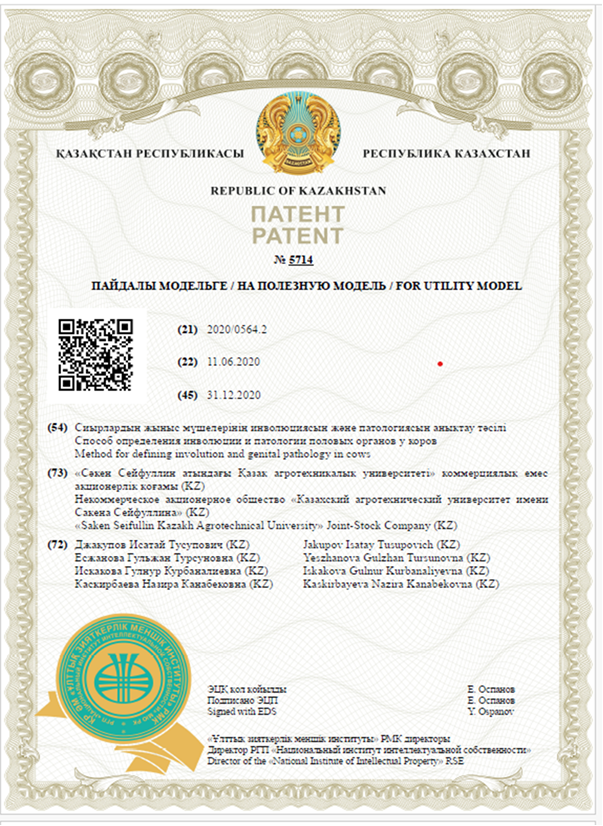 ҚАЗАҚСТАН РЕСПУБЛИКАСЫ
РЕСПУБЛИКА КАЗАХСТАН
REPUBLIC OF KAZAKHSTAN
ПАТЕНТ
PATENT
№ 5714
ПАЙДАЛЫ МОДЕЛЬГЕ / НА ПОЛЕЗНУЮ МОДЕЛЬ / FOR UTILITY MODEL
(21) 2020/0564.2
(22) 11.06.2020
(45) 31.12.2020
(54) Сиырлардың жыныс мүшелерінің инволюциясын және патологиясын анықтау тәсілі
Способ определения инволюции и патологии половых органов у коров
Method for defining involution and genital pathology in cows
(73) «Сәкен Сейфуллин атындағы Қазақ агротехникалық университеті» коммерциялық емес
акционерлік қоғамы (KZ)
Некоммерческое акционерное общество «Казахский агротехнический университет имени
Сакена Сейфуллина» (KZ)
«Saken Seifullin Kazakh Agrotechnical University» Joint-Stock Company (KZ)
(72) Джакупов Исатай Тусупович (KZ) Jakupov Isatay Tusupovich (KZ)
Есжанова Гульжан Турсуновна (KZ) Yeszhanova Gulzhan Tursunovna (KZ)
Искакова Гулнур Курбаналиевна (KZ) Iskakova Gulnur Kurbanaliyevna (KZ)
Каскирбаева Назира Канабековна (KZ) Kaskirbayeva Nazira Kanabekovna (KZ)
ЭЦҚ қол қойылды Е. Оспанов
Подписано ЭЦП Е. Оспанов
Signed with EDS Y. Ospanov
«Ұлттық зияткерлік меншік институты» РМК директоры
Директор РГП «Национальный институт интеллектуальной собственности»
Director of the «National Institute of Intellectual Property» RSE